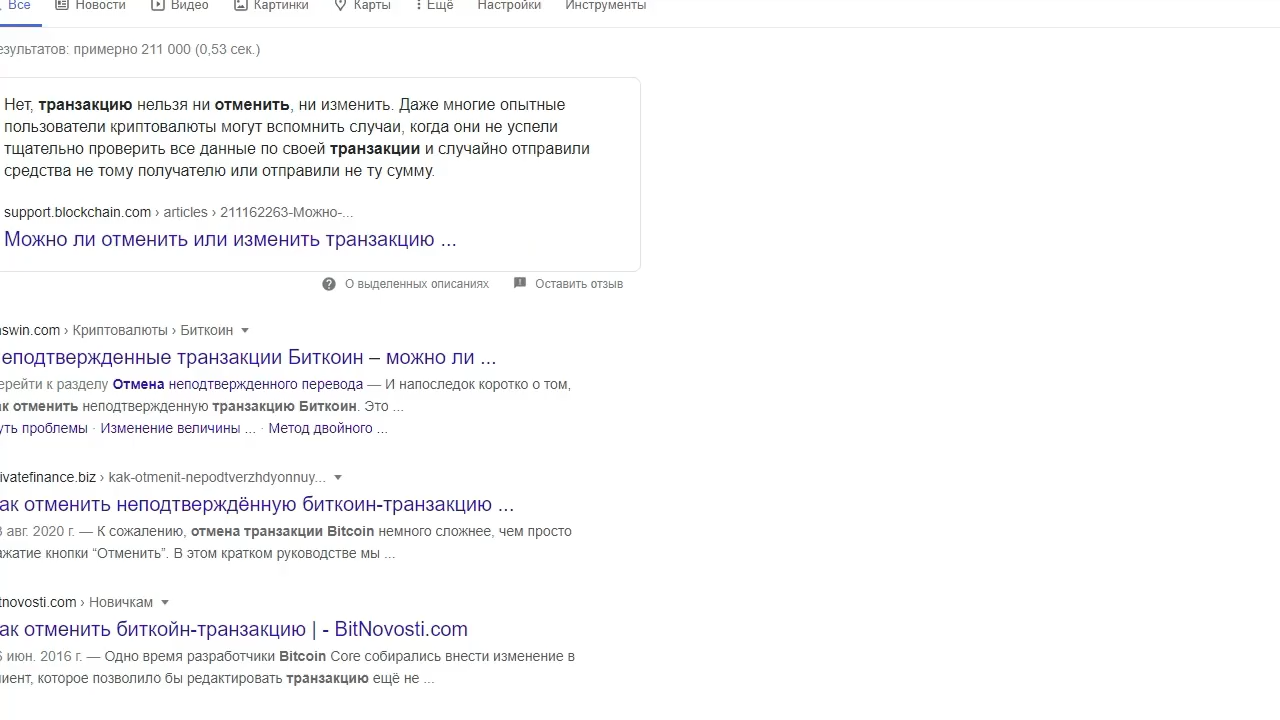 Все Новости Видео Картинки Карты Ещё Настройки Инструменты
езультатов: примерно 211 000 (0,53 сек.)
Нет, транзакцию нельзя ни отменить, ни изменить. Даже многие опытные
пользователи криптовалюты могут вспомнить случаи, когда они не успели
тщательно проверить все данные по своей транзакции и случайно отправили
средства не тому получателю или отправили не ту сумму.
support.blockchain.com › articles › 211162263-Можно-...
Можно ли отменить или изменить транзакцию ...
О выделенных описаниях Оставить отзыв
swin.com › Криптовалюты › Биткоин
еподтвержденные транзакции Биткоин – можно ли ...
ерейти к разделу Отмена неподтвержденного перевода — И напоследок коротко о том,
ак отменить неподтвержденную транзакцию Биткоин. Это ...
уть проблемы · Изменение величины ... · Метод двойного ...
ivatefinance.biz › kak-otmenit-nepodtverzhdyonnuy...
ак отменить неподтверждённую биткоин-транзакцию ...
авг. 2020 г. — К сожалению, отмена транзакции Bitcoin немного сложнее, чем просто
ажатие кнопки “Отменить”. В этом кратком руководстве мы ...
tnovosti.com › Новичкам
ак отменить биткойн-транзакцию | - BitNovosti.com
июн. 2016 г. — Одно время разработчики Bitcoin Core собирались внести изменение в
иент, которое позволило бы редактировать транзакцию ещё не ...